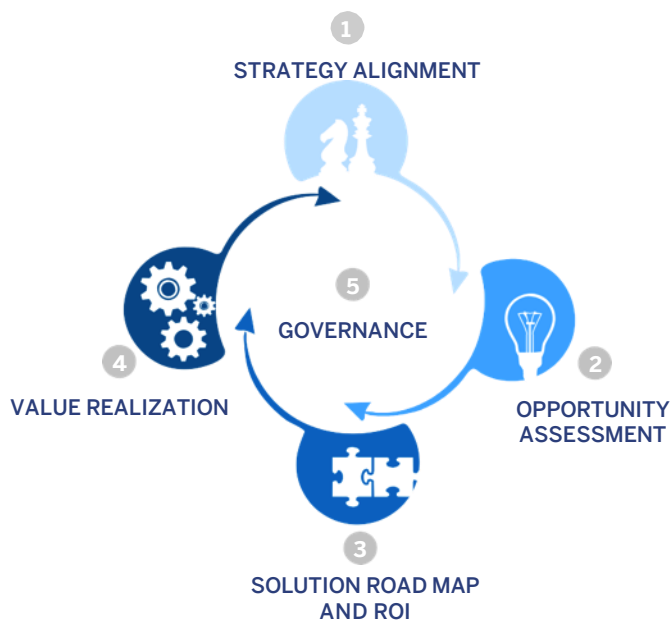 1
STRATEGY ALIGNMENT
5
GOVERNANCE
4
VALUE REALIZATION
2
OPPORTUNITY
ASSESSMENT
3
SOLUTION ROAD MAP
AND ROI